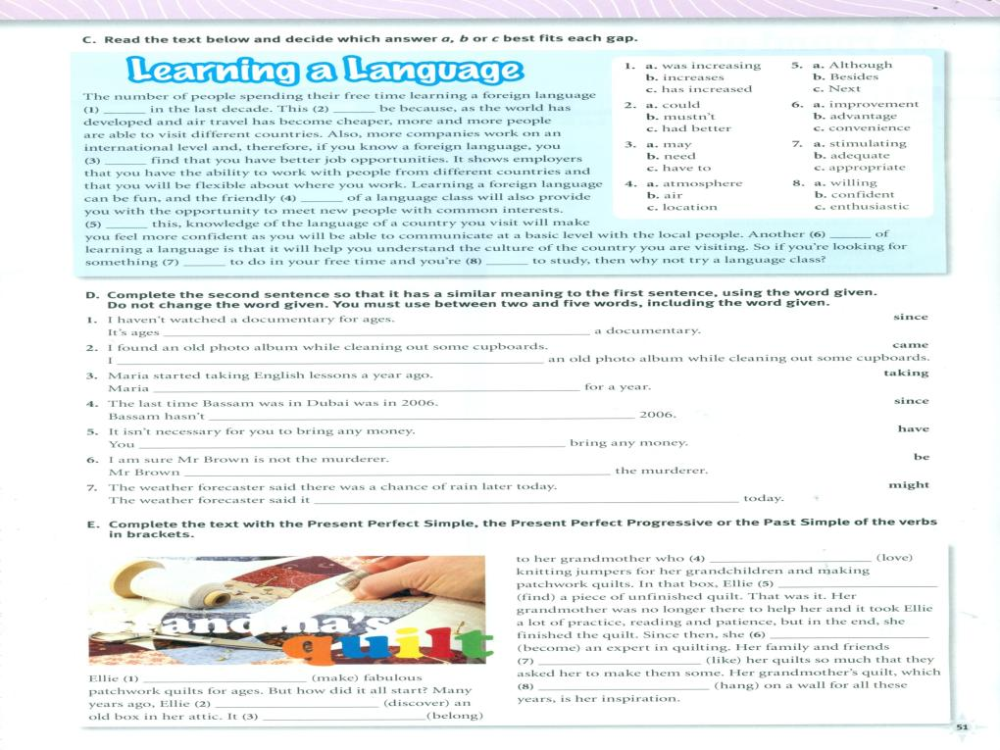 C. Read the text below and decide which answer a, b or c best fits each gap.
Learning a Language
The number of people spending their free time learning a foreign language
(1) ______ in the last decade. This (2) ______ be because, as the world has
developed and air travel has become cheaper, more and more people
are able to visit different countries. Also, more companies work on an
international level and, therefore, if you know a foreign language, you
(3) ______ find that you have better job opportunities. It shows employers
that you have the ability to work with people from different countries and
that you will be flexible about where you work. Learning a foreign language
can be fun, and the friendly (4) ______ of a language class will also provide
you with the opportunity to meet new people with common interests.
(5) ______ this, knowledge of the language of a country you visit will make
you feel more confident as you will be able to communicate at a basic level with the local people. Another (6) ______ of
learning a language is that it will help you understand the culture of the country you are visiting. So if you're looking for
something (7) ______ to do in your free time and you're (8) ______ to study, then why not try a language class?
1. a. was increasing
b. increases
c. has increased
2. a. could
b. mustn't
c. had better
3. a. may
b. need
c. have to
4. a. atmosphere
b. air
c. location
5. a. Although
b. Besides
c. Next
6. a. improvement
b. advantage
c. convenience
7. a. stimulating
b. adequate
c. appropriate
8. a. willing
b. confident
c. enthusiastic
D. Complete the second sentence so that it has a similar meaning to the first sentence, using the word given.
Do not change the word given. You must use between two and five words, including the word given.
1. I haven't watched a documentary for ages. since
It's ages ______ a documentary.
2. I found an old photo album while cleaning out some cupboards. came
I ______ an old photo album while cleaning out some cupboards.
3. Maria started taking English lessons a year ago. taking
Maria ______ for a year.
4. The last time Bassam was in Dubai was in 2006. since
Bassam hasn't ______ 2006.
5. It isn't necessary for you to bring any money. have
You ______ bring any money.
6. I am sure Mr Brown is not the murderer. be
Mr Brown ______ the murderer.
7. The weather forecaster said there was a chance of rain later today. might
The weather forecaster said it ______ today.
E. Complete the text with the Present Perfect Simple, the Present Perfect Progressive or the Past Simple of the verbs
in brackets.
Grandma's
quilt
Ellie (1) ______ (make) fabulous
patchwork quilts for ages. But how did it all start? Many
years ago, Ellie (2) ______ (discover) an
old box in her attic. It (3) ______ (belong)
to her grandmother who (4) ______ (love)
knitting jumpers for her grandchildren and making
patchwork quilts. In that box, Ellie (5) ______
(find) a piece of unfinished quilt. That was it. Her
grandmother was no longer there to help her and it took Ellie
a lot of practice, reading and patience, but in the end, she
finished the quilt. Since then, she (6) ______
(become) an expert in quilting. Her family and friends
(7) ______ (like) her quilts so much that they
asked her to make them some. Her grandmother's quilt, which
(8) ______ (hang) on a wall for all these
years, is her inspiration.
51